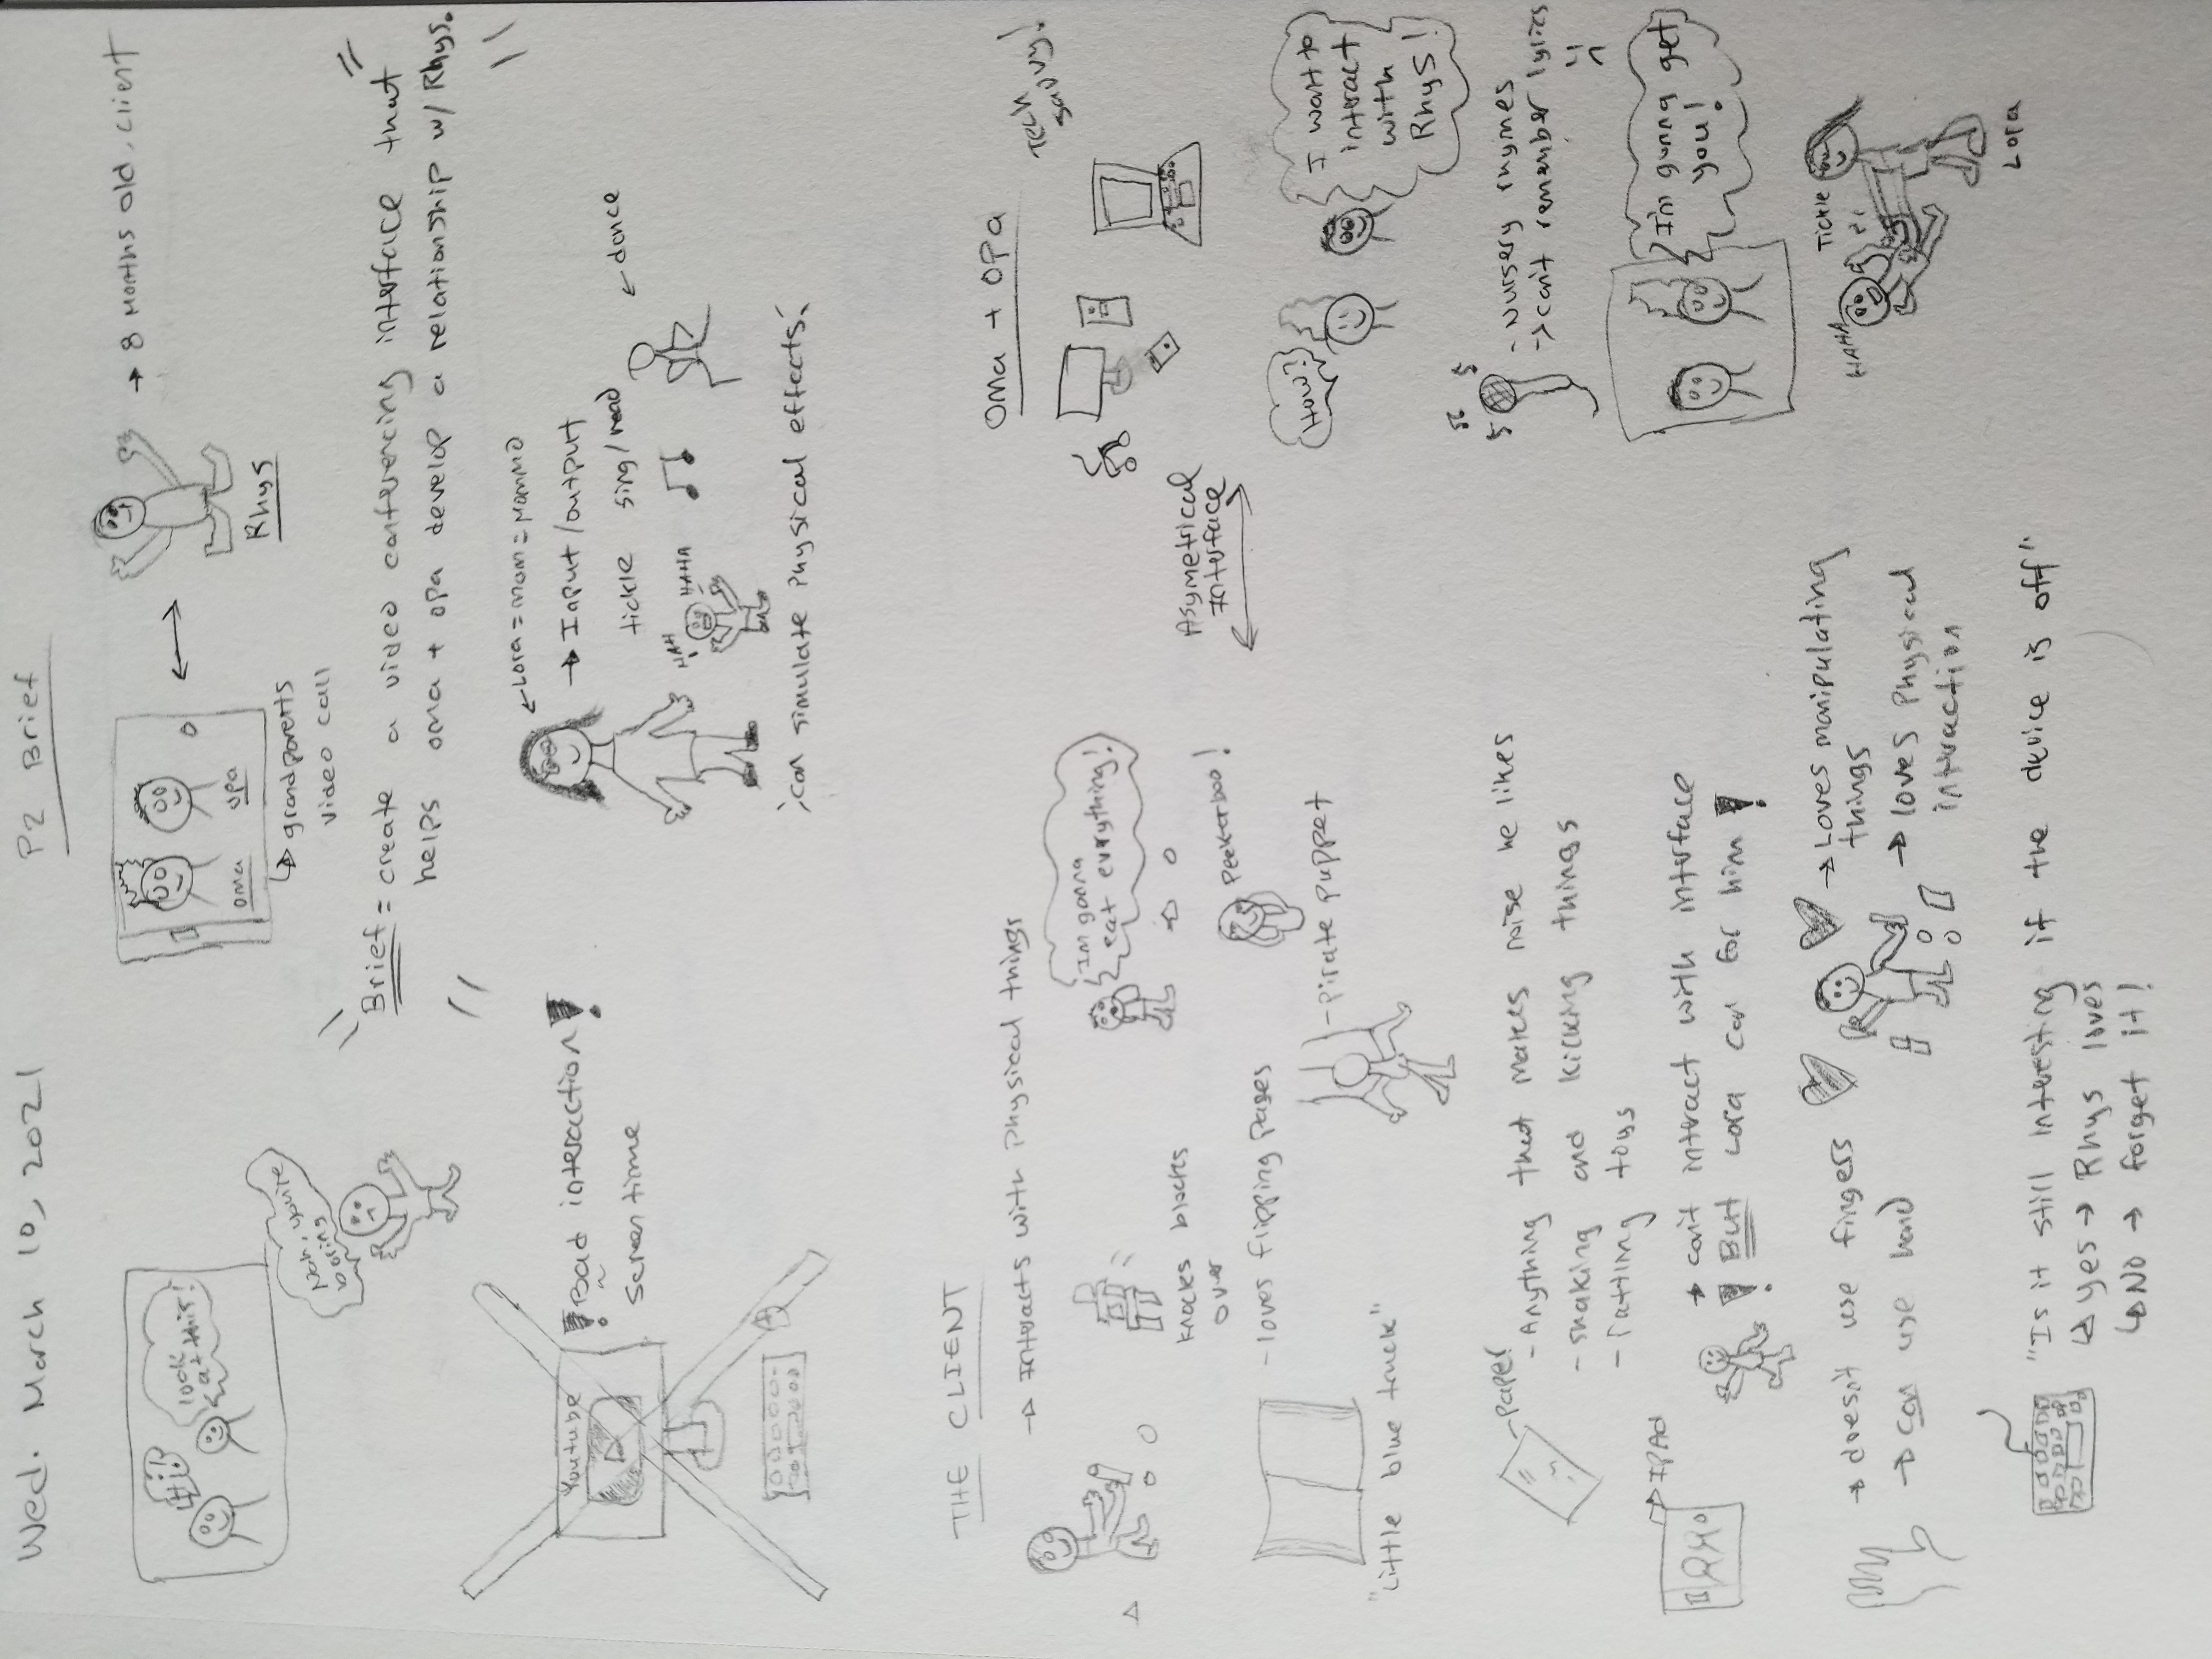 Wed. March 10, 2021
P2 Brief
Hi!
look
at this!
Nah, you're
boring
oma
opa
grandparents
video call
Rhys
→ 8 months old, client
Brief = create a video conferencing interface that
helps oma + opa develop a relationship w/ Rhys.
Youtube
! Bad interaction!
screen time
← Lora = mom = momma
→ Input/output
tickle
sing/read
← dance
HAH
HAHA
can simulate physical effects
THE CLIENT
→ Interacts with physical things
knocks blocks
over
Im gonna
eat everything!
Peek-a-boo!
- loves flipping pages
"Little blue truck"
- pirate puppet
- paper
- Anything that makes noise he likes
- shaking and kicking things
- rattling toys
→ IPAd
→ can't interact with interface
! But Lora can for him!
→ doesn't use fingers
→ can use hand
→ Loves manipulating
things
→ loves physical
interaction
"Is it still interesting if the device is off"
↳ yes → Rhys loves
↳ No → forget it!
Asymetrical
Interface
Oma + opa
Tech
savvy!
How?
I want to
interact
with
Rhys!
- Nursery rhymes
→ can't remember lyrics
I'm gunna get
you!
HAHA
Tickle
Lora